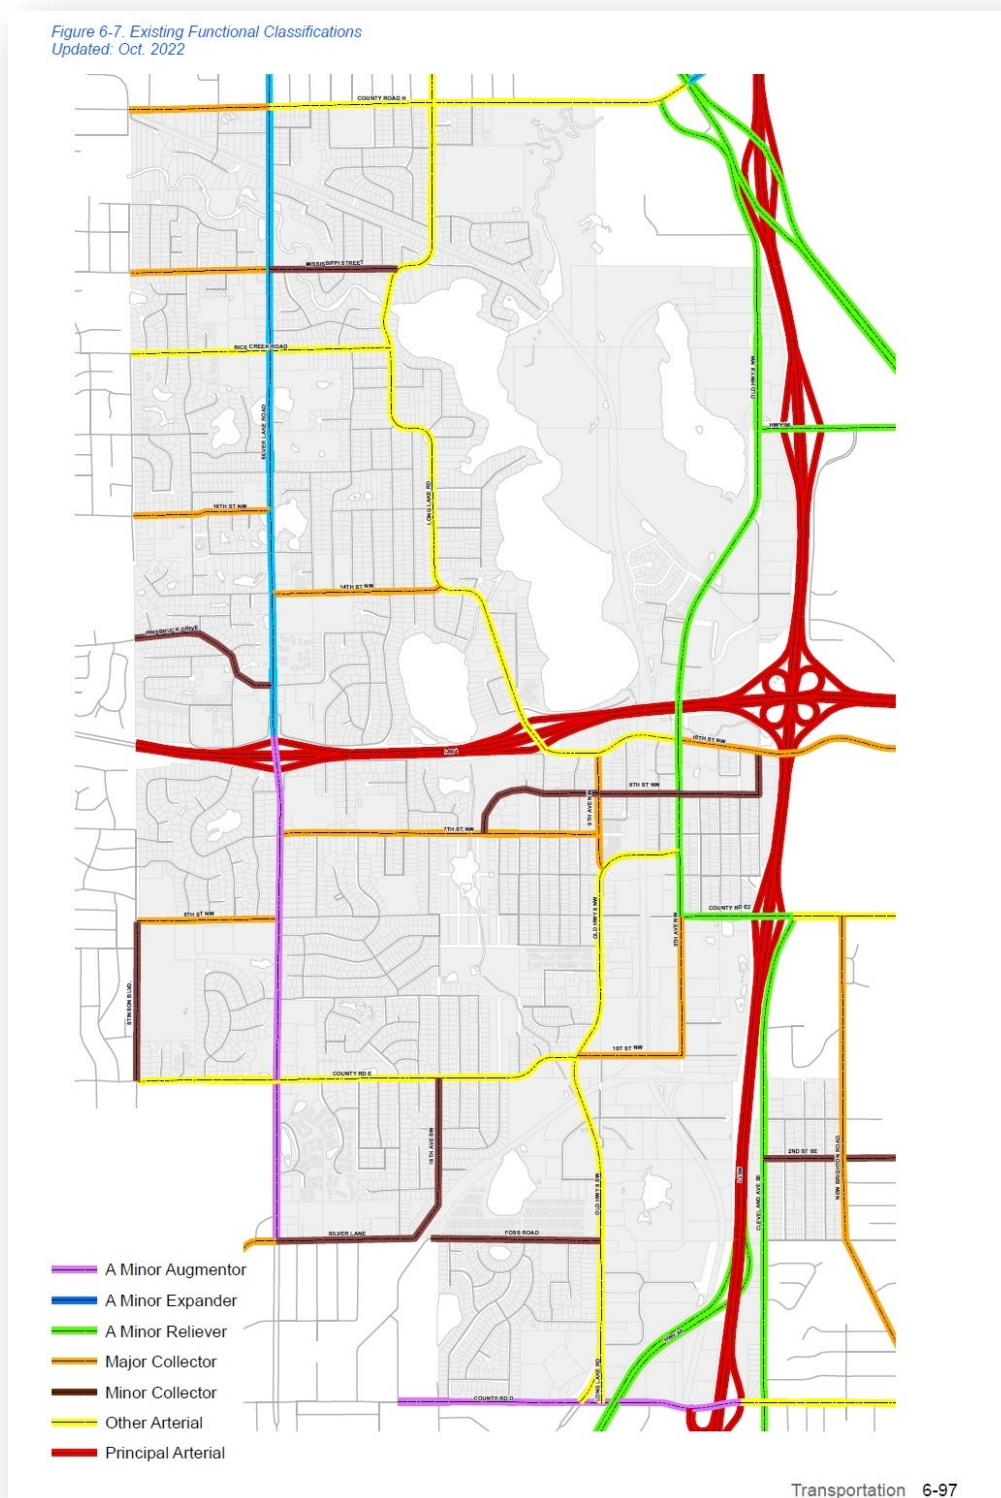 Figure 6-7. Existing Functional Classifications
Updated: Oct. 2022
COUNTY ROAD H
MISSISSIPPI STREET
RICE CREEK ROAD
OLD HWY 8 NW
SILVER LAKE ROAD
HWY 96
LONG LAKE RD
16TH ST NW
14TH ST NW
INNSBRUCK DRIVE
10TH ST NW
I-694
8TH ST NW
8TH AVE NW
7TH ST NW
5TH ST NW
COUNTY RD E2
OLD HWY 8 NW
5TH AVE NW
STINSON BLVD.
1ST ST NW
COUNTY RD E
16TH AVE SW
2ND ST SE
NEW BRIGHTON ROAD
CLEVELAND AVE SE
OLD HWY 8 SW
SILVER LANE
FOSS ROAD
LONG LAKE RD
COUNTY RD D
A Minor Augmentor
A Minor Expander
A Minor Reliever
Major Collector
Minor Collector
Other Arterial
Principal Arterial
Transportation 6-97